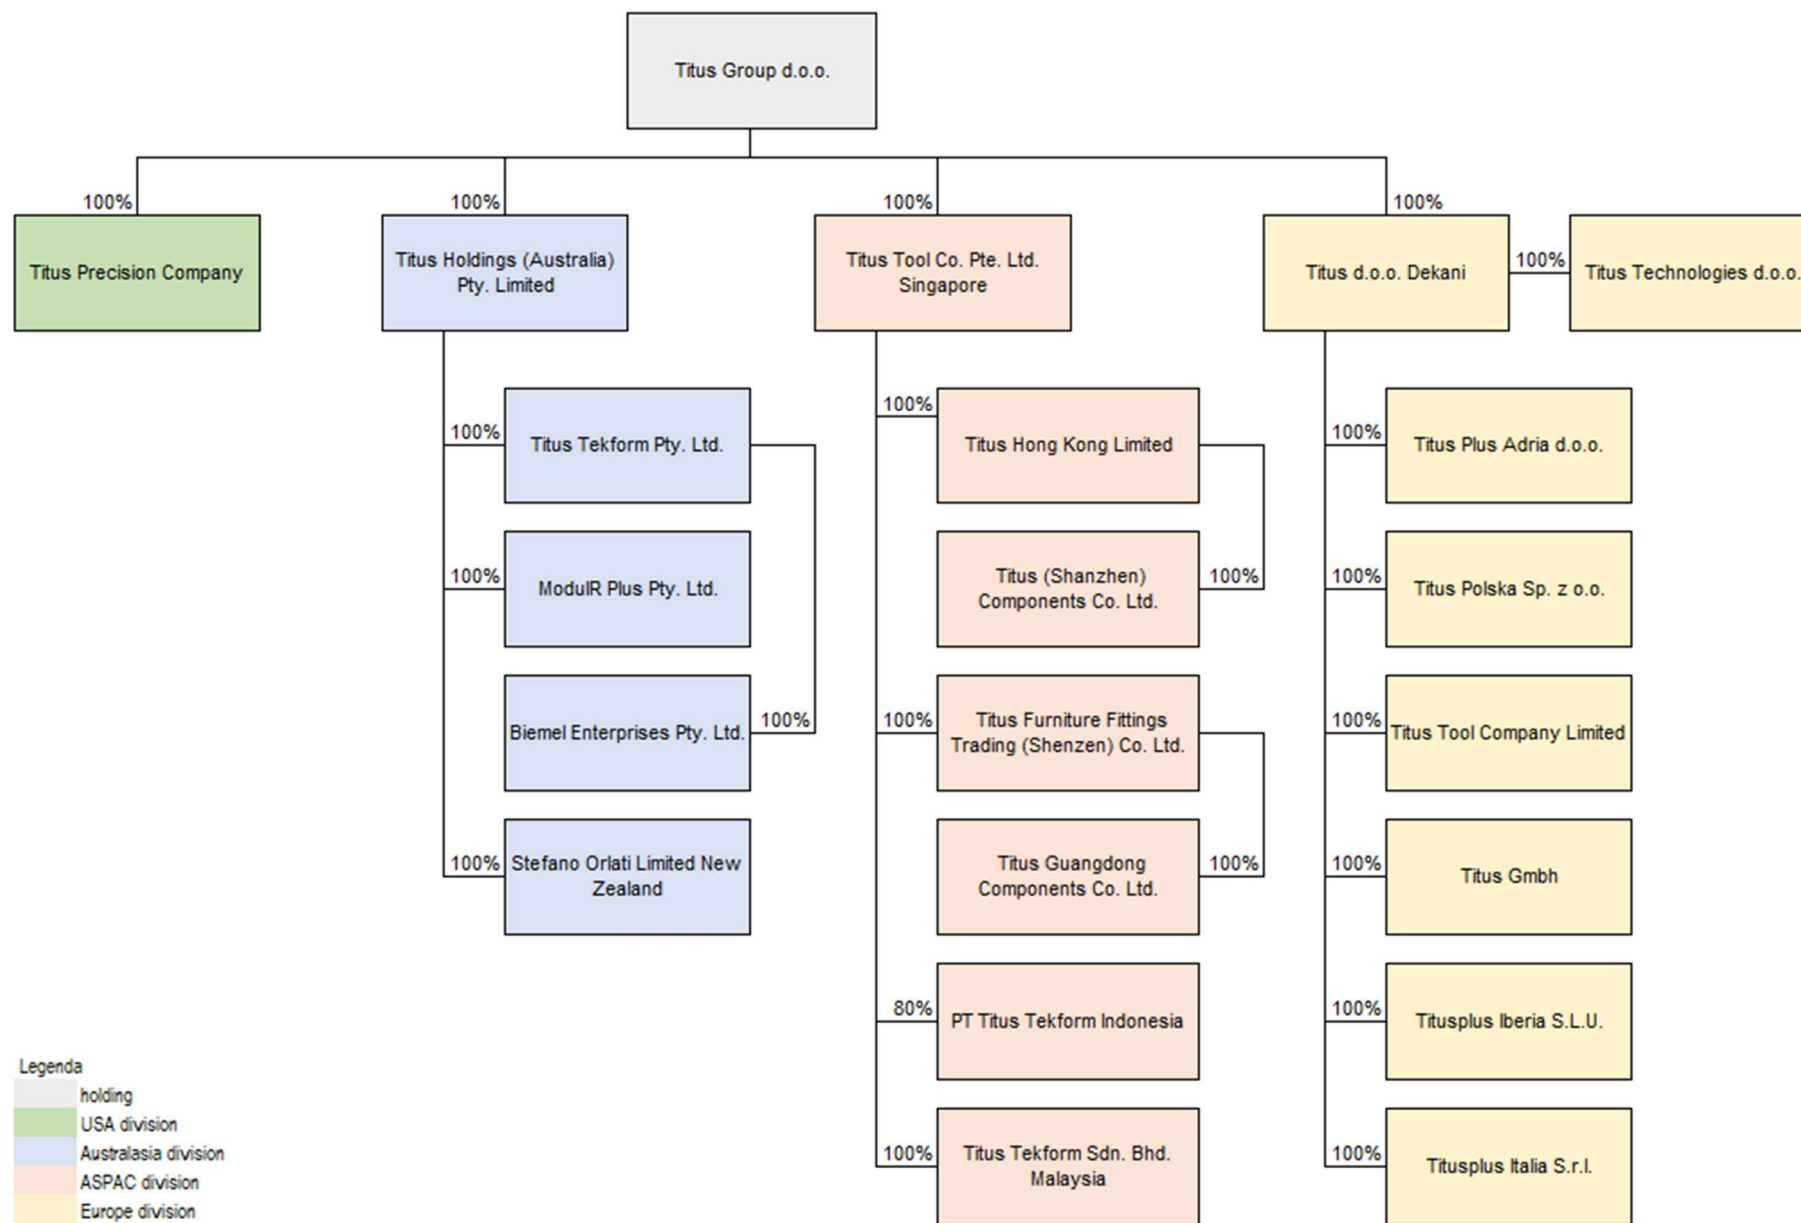 Titus Group d.o.o.
100%
100%
100%
100%
Titus Precision Company
Titus Holdings (Australia)
Pty. Limited
Titus Tool Co. Pte. Ltd.
Singapore
Titus d.o.o. Dekani
100%
Titus Technologies d.o.o.
100%
Titus Tekform Pty. Ltd.
100%
Titus Hong Kong Limited
100%
Titus Plus Adria d.o.o.
100%
ModulR Plus Pty. Ltd.
Titus (Shanzhen)
Components Co. Ltd.
100%
100%
Titus Polska Sp. z o.o.
Biemel Enterprises Pty. Ltd.
100%
100%
Titus Furniture Fittings
Trading (Shenzen) Co. Ltd.
100%
Titus Tool Company Limited
100%
Stefano Orlati Limited New
Zealand
Titus Guangdong
Components Co. Ltd.
100%
100%
Titus Gmbh
80%
PT Titus Tekform Indonesia
100%
Titusplus Iberia S.L.U.
100%
Titus Tekform Sdn. Bhd.
Malaysia
100%
Titusplus Italia S.r.l.
Legenda
holding
USA division
Australasia division
ASPAC division
Europe division